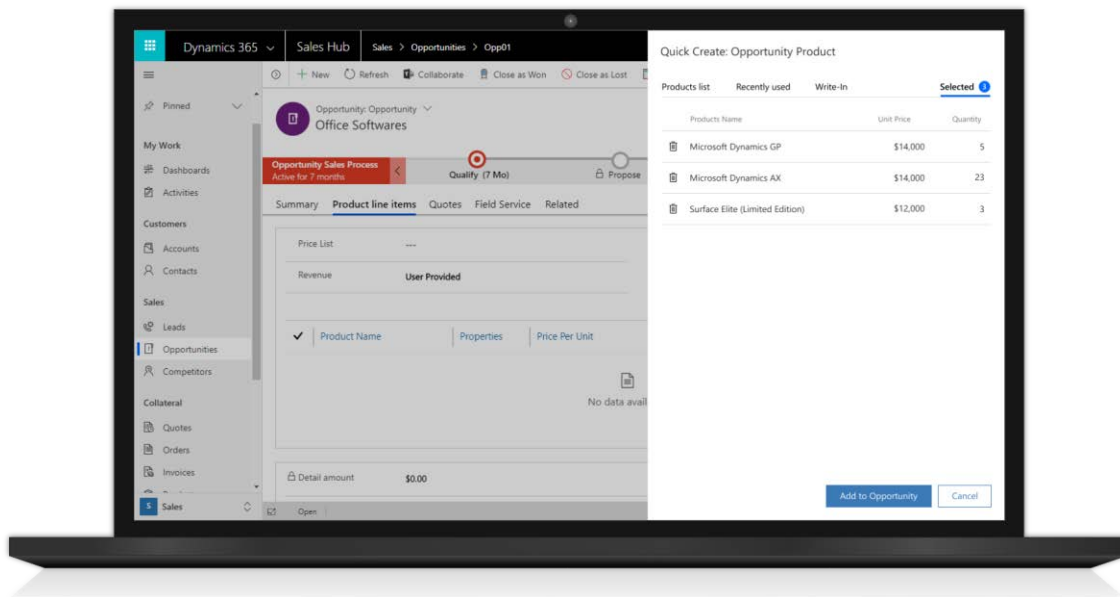 Dynamics 365
Sales Hub
Sales > Opportunities > Opp01
New
Refresh
Collaborate
Close as Won
Close as Lost
Pinned
My Work
Dashboards
Activities
Customers
Accounts
Contacts
Sales
Leads
Opportunities
Competitors
Collateral
Quotes
Orders
Invoices
S Sales
Opportunity: Opportunity
Office Softwares
Opportunity Sales Process
Active for 7 months
Qualify (7 Mo)
Propose
Summary Product line items Quotes Field Service Related
Price List ---
Revenue User Provided
Product Name Properties Price Per Unit
No data avail
Detail amount $0.00
Open
Quick Create: Opportunity Product
Products list Recently used Write-In Selected 3
Products Name Unit Price Quantity
Microsoft Dynamics GP $14,000 5
Microsoft Dynamics AX $14,000 23
Surface Elite (Limited Edition) $12,000 3
Add to Opportunity Cancel